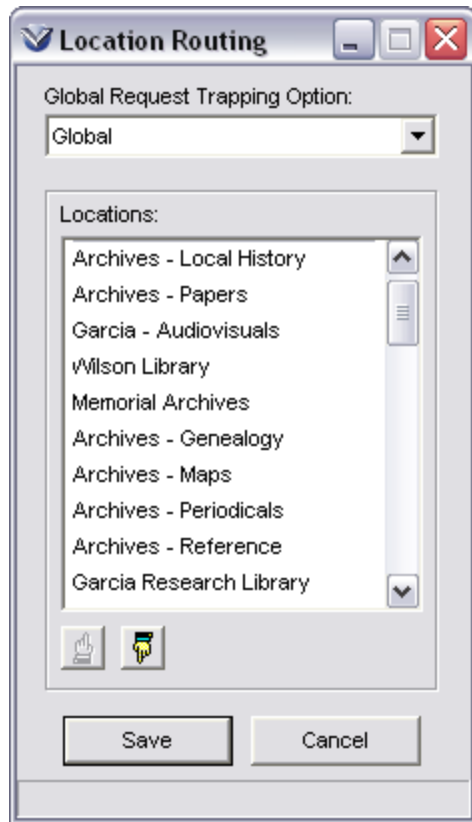 Location Routing
Global Request Trapping Option:
Global
Locations:
Archives - Local History
Archives - Papers
Garcia - Audiovisuals
Wilson Library
Memorial Archives
Archives - Genealogy
Archives - Maps
Archives - Periodicals
Archives - Reference
Garcia Research Library
Save Cancel